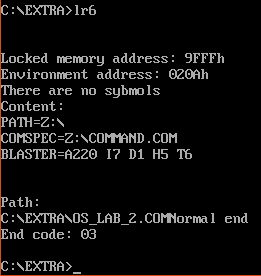 C:\EXTRA>lr6
Locked memory address: 9FFFh
Environment address: 020Ah
There are no sybmols
Content:
PATH=Z:\
COMSPEC=Z:\COMMAND.COM
BLASTER=A220 I7 D1 H5 T6
Path:
C:\EXTRA\OS_LAB_2.COMNormal end
End code: 03
C:\EXTRA>_